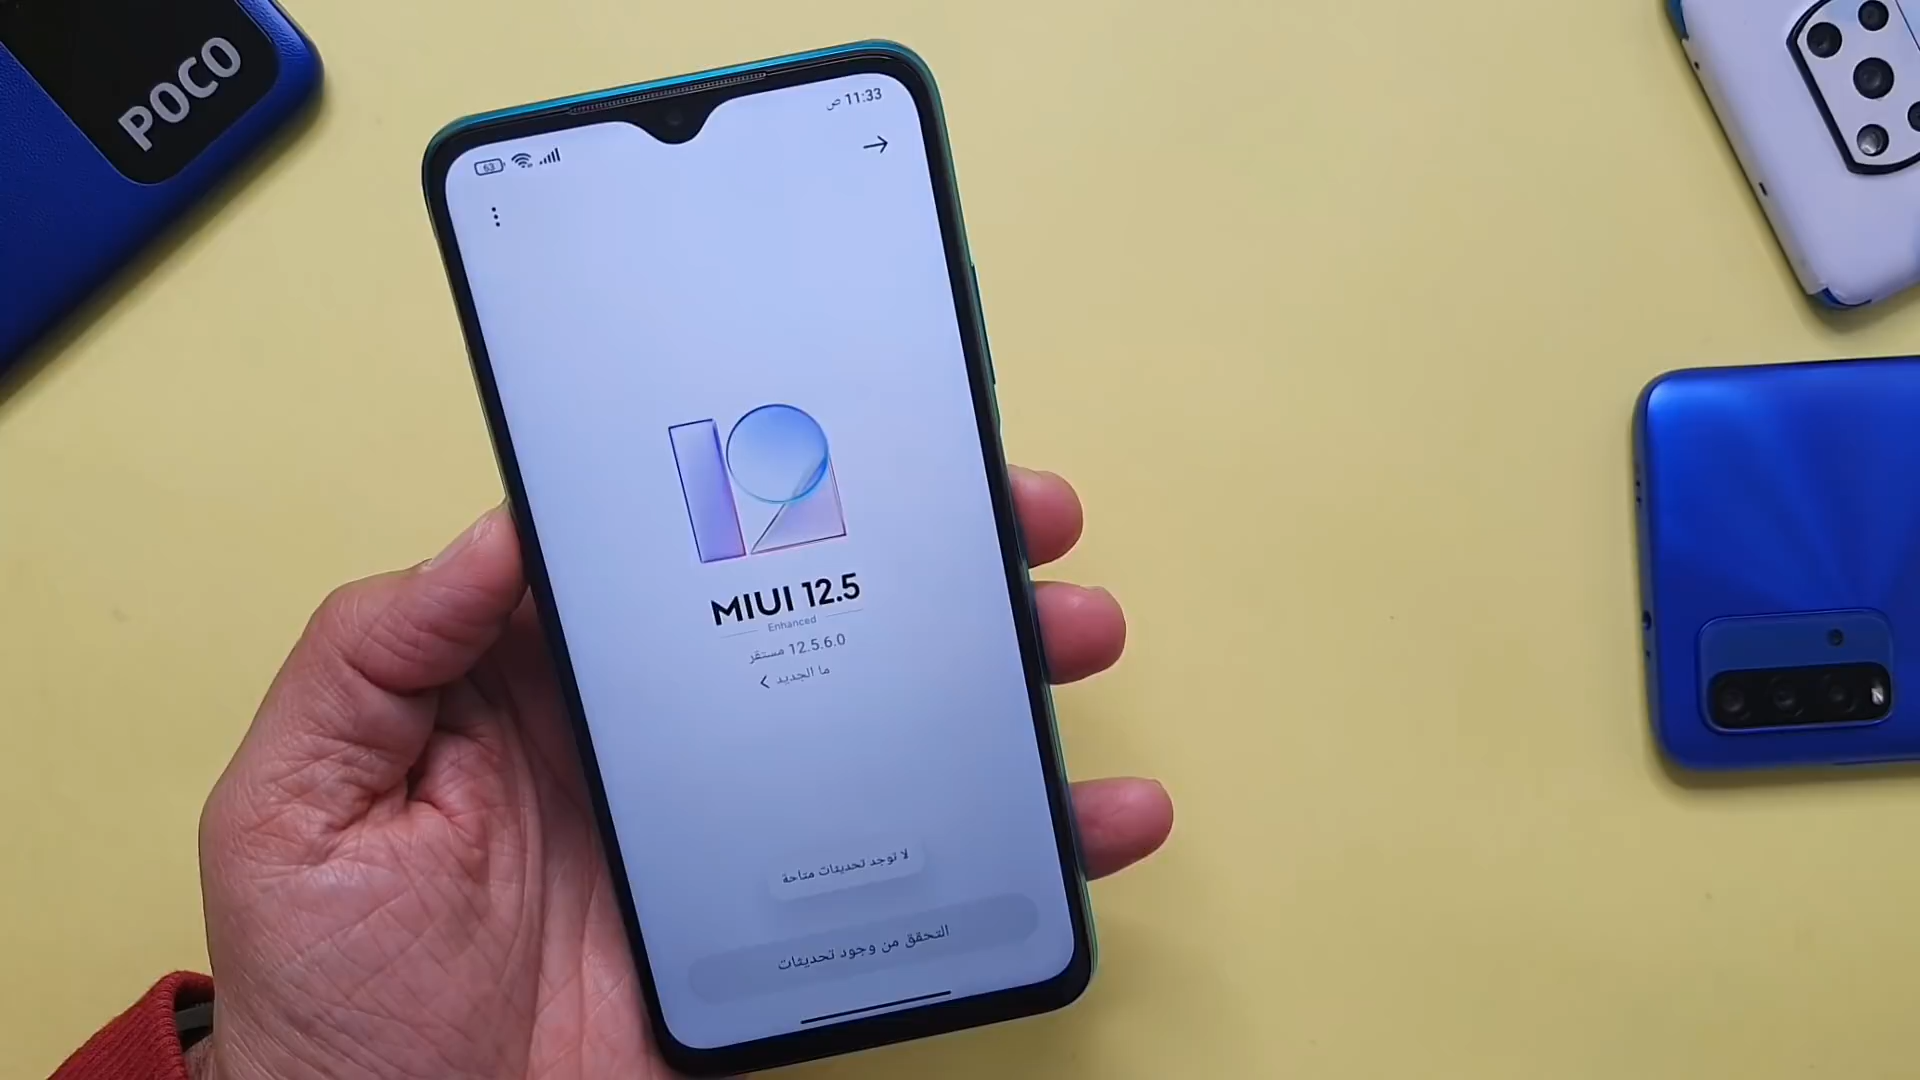 POCO
11:33 ص
63
MIUI 12.5
Enhanced
12.5.6.0 مستقر
ما الجديد
لا توجد تحديثات متاحة
التحقق من وجود تحديثات